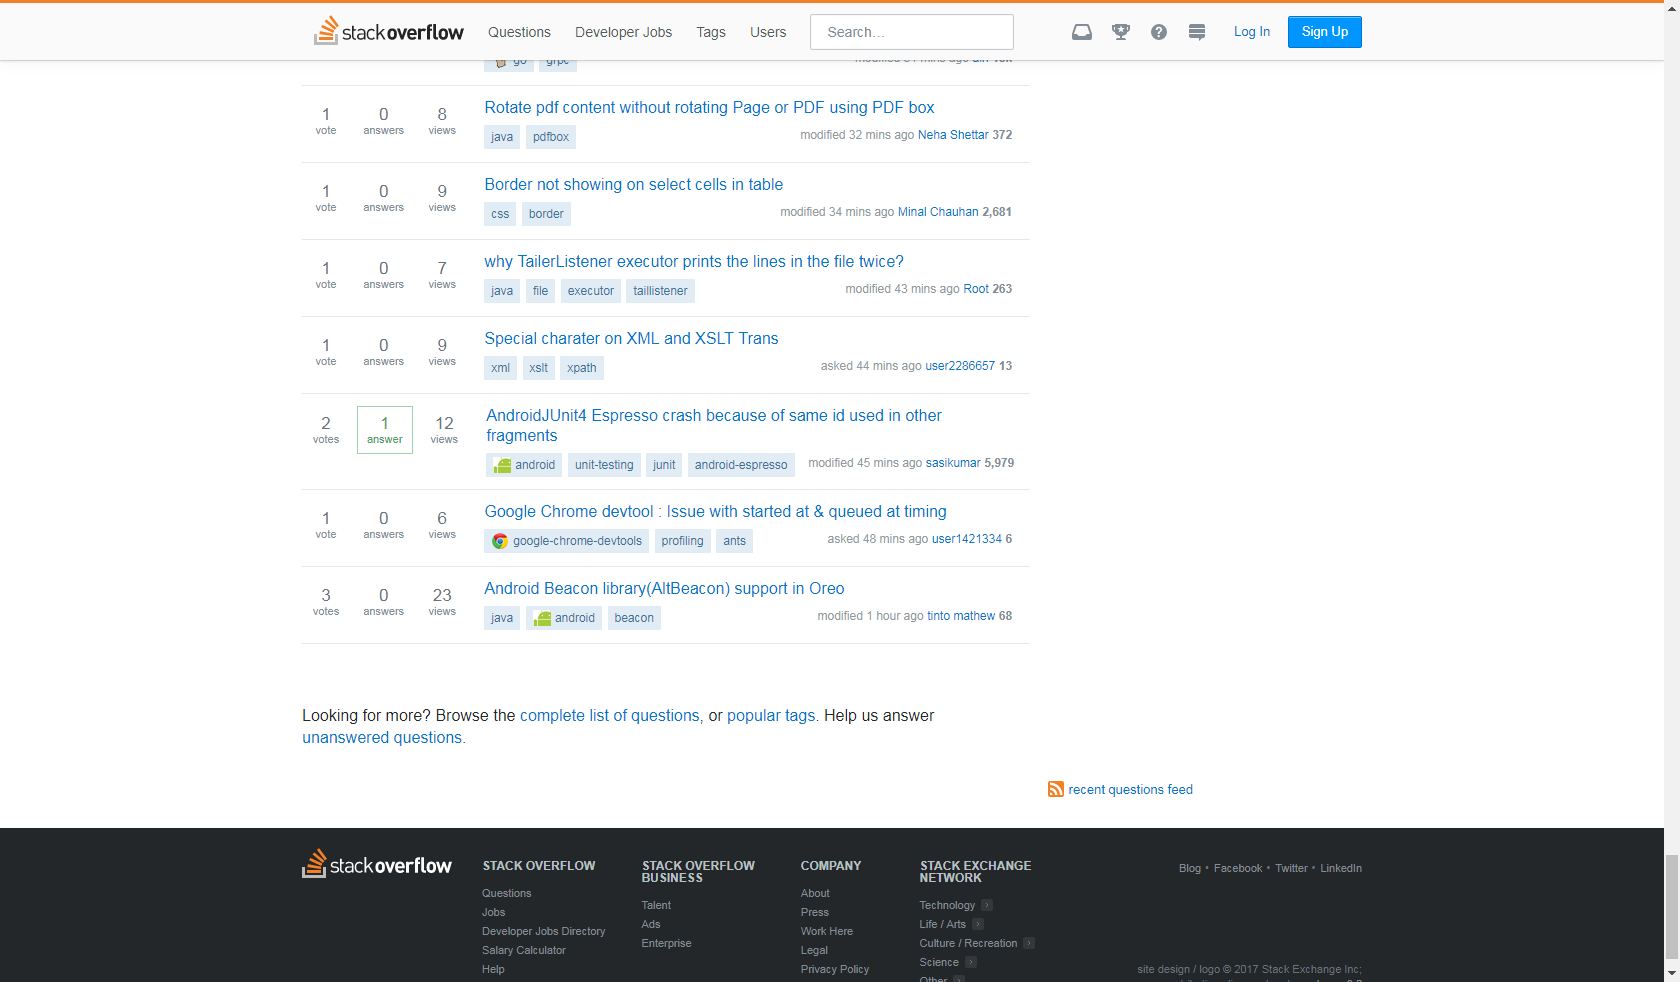 stackoverflow Questions Developer Jobs Tags Users Search... Log In Sign Up
go grpc
1 vote 0 answers 8 views
Rotate pdf content without rotating Page or PDF using PDF box
java pdfbox modified 32 mins ago Neha Shettar 372
1 vote 0 answers 9 views
Border not showing on select cells in table
css border modified 34 mins ago Minal Chauhan 2,681
1 vote 0 answers 7 views
why TailerListener executor prints the lines in the file twice?
java file executor taillistener modified 43 mins ago Root 263
1 vote 0 answers 9 views
Special charater on XML and XSLT Trans
xml xslt xpath asked 44 mins ago user2286657 13
2 votes 1 answer 12 views
AndroidJUnit4 Espresso crash because of same id used in other
fragments
android unit-testing junit android-espresso modified 45 mins ago sasikumar 5,979
1 vote 0 answers 6 views
Google Chrome devtool : Issue with started at & queued at timing
google-chrome-devtools profiling ants asked 48 mins ago user1421334 6
3 votes 0 answers 23 views
Android Beacon library(AltBeacon) support in Oreo
java android beacon modified 1 hour ago tinto mathew 68
Looking for more? Browse the complete list of questions, or popular tags. Help us answer
unanswered questions.
recent questions feed
stackoverflow
STACK OVERFLOW
Questions
Jobs
Developer Jobs Directory
Salary Calculator
Help
STACK OVERFLOW
BUSINESS
Talent
Ads
Enterprise
COMPANY
About
Press
Work Here
Legal
Privacy Policy
STACK EXCHANGE
NETWORK
Technology
Life / Arts
Culture / Recreation
Science
Other
Blog • Facebook • Twitter • LinkedIn
site design / logo © 2017 Stack Exchange Inc;